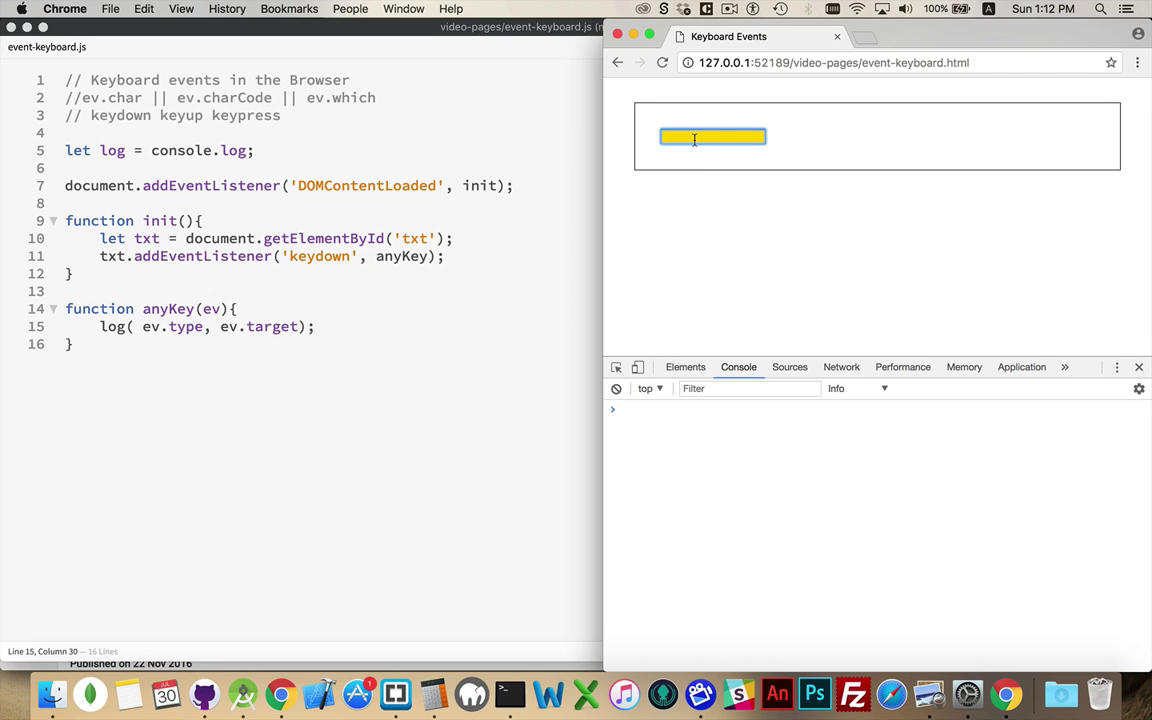 Chrome File Edit View History Bookmarks People Window Help 100% A Sun 1:12 PM
video-pages/event-keyboard.js (
event-keyboard.js
1 // Keyboard events in the Browser
2 //ev.char || ev.charCode || ev.which
3 // keydown keyup keypress
4
5 let log = console.log;
6
7 document.addEventListener('DOMContentLoaded', init);
8
9 function init(){
10 let txt = document.getElementById('txt');
11 txt.addEventListener('keydown', anyKey);
12 }
13
14 function anyKey(ev){
15 log( ev.type, ev.target);
16 }
Line 15, Column 30 — 16 Lines
Published on 22 Nov 2016
Keyboard Events
127.0.0.1:52189/video-pages/event-keyboard.html
Elements Console Sources Network Performance Memory Application »
top Filter Info
>
JUL 30
1
An Ps Fz